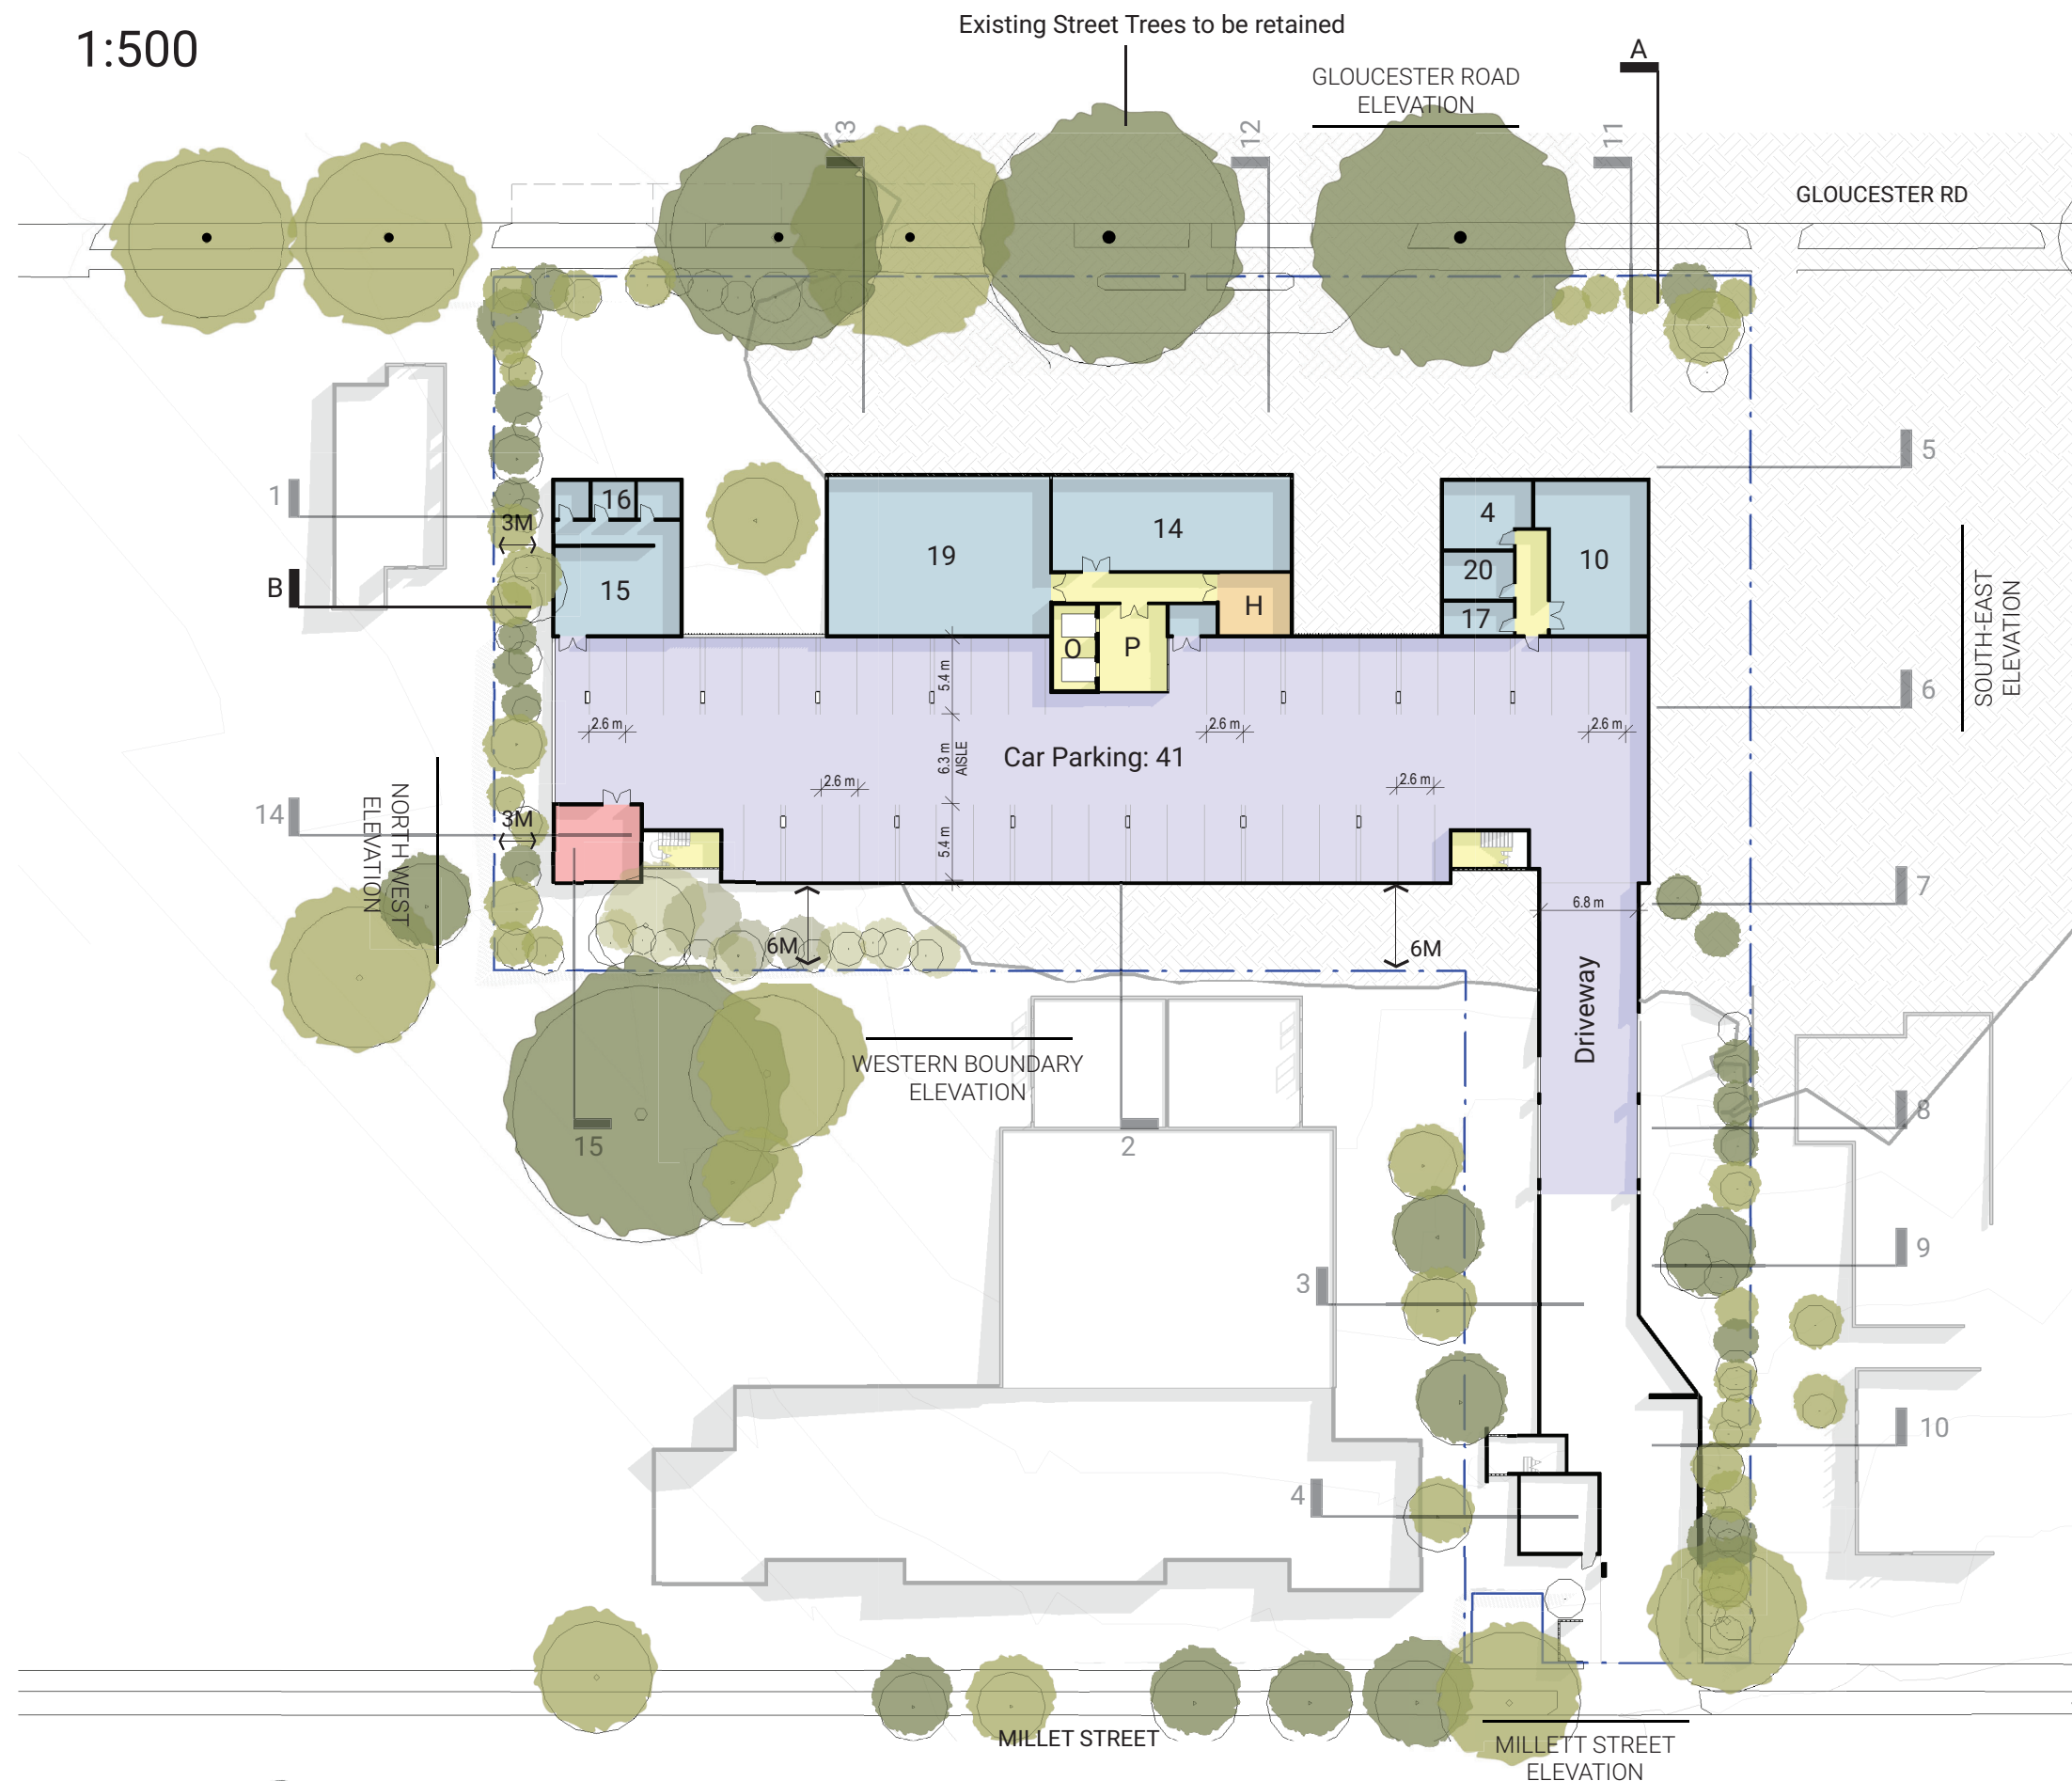 Existing Street Trees to be retained
1:500
A
GLOUCESTER ROAD
ELEVATION
13
12
11
GLOUCESTER RD
5
1
16
3M
4
14
19
10
20
15
B
H
17
O
P
SOUTH-EAST
ELEVATION
5.4 m
6
2.6 m
2.6 m
2.6 m
6.3 m
AISLE
Car Parking: 41
2.6 m
2.6 m
14
3M
NORTH WEST
ELEVATION
5.4 m
7
6.8 m
6M
6M
Driveway
WESTERN BOUNDARY
ELEVATION
8
15
2
9
3
10
4
MILLET STREET
MILLETT STREET
ELEVATION